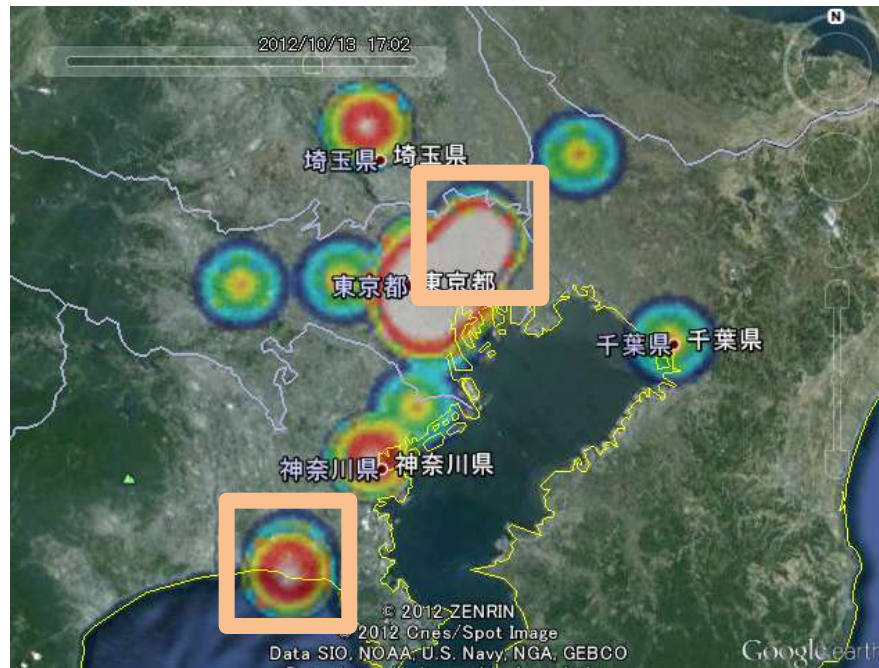 N
2012/10/13 17:02
埼玉県 埼玉県
東京都 東京都
千葉県 千葉県
神奈川県 神奈川県
© 2012 ZENRIN
© 2012 Cnes/Spot Image
Data SIO, NOAA, U.S. Navy, NGA, GEBCO
Google earth